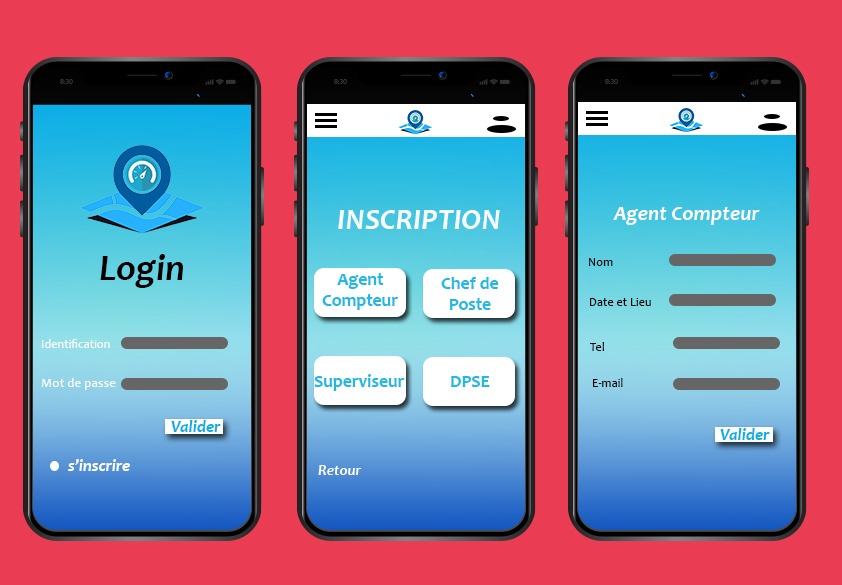 8:30
Login
Identification
Mot de passe
Valider
s'inscrire
8:30
INSCRIPTION
Agent
Compteur
Chef de
Poste
Superviseur
DPSE
Retour
8:30
Agent Compteur
Nom
Date et Lieu
Tel
E-mail
Valider